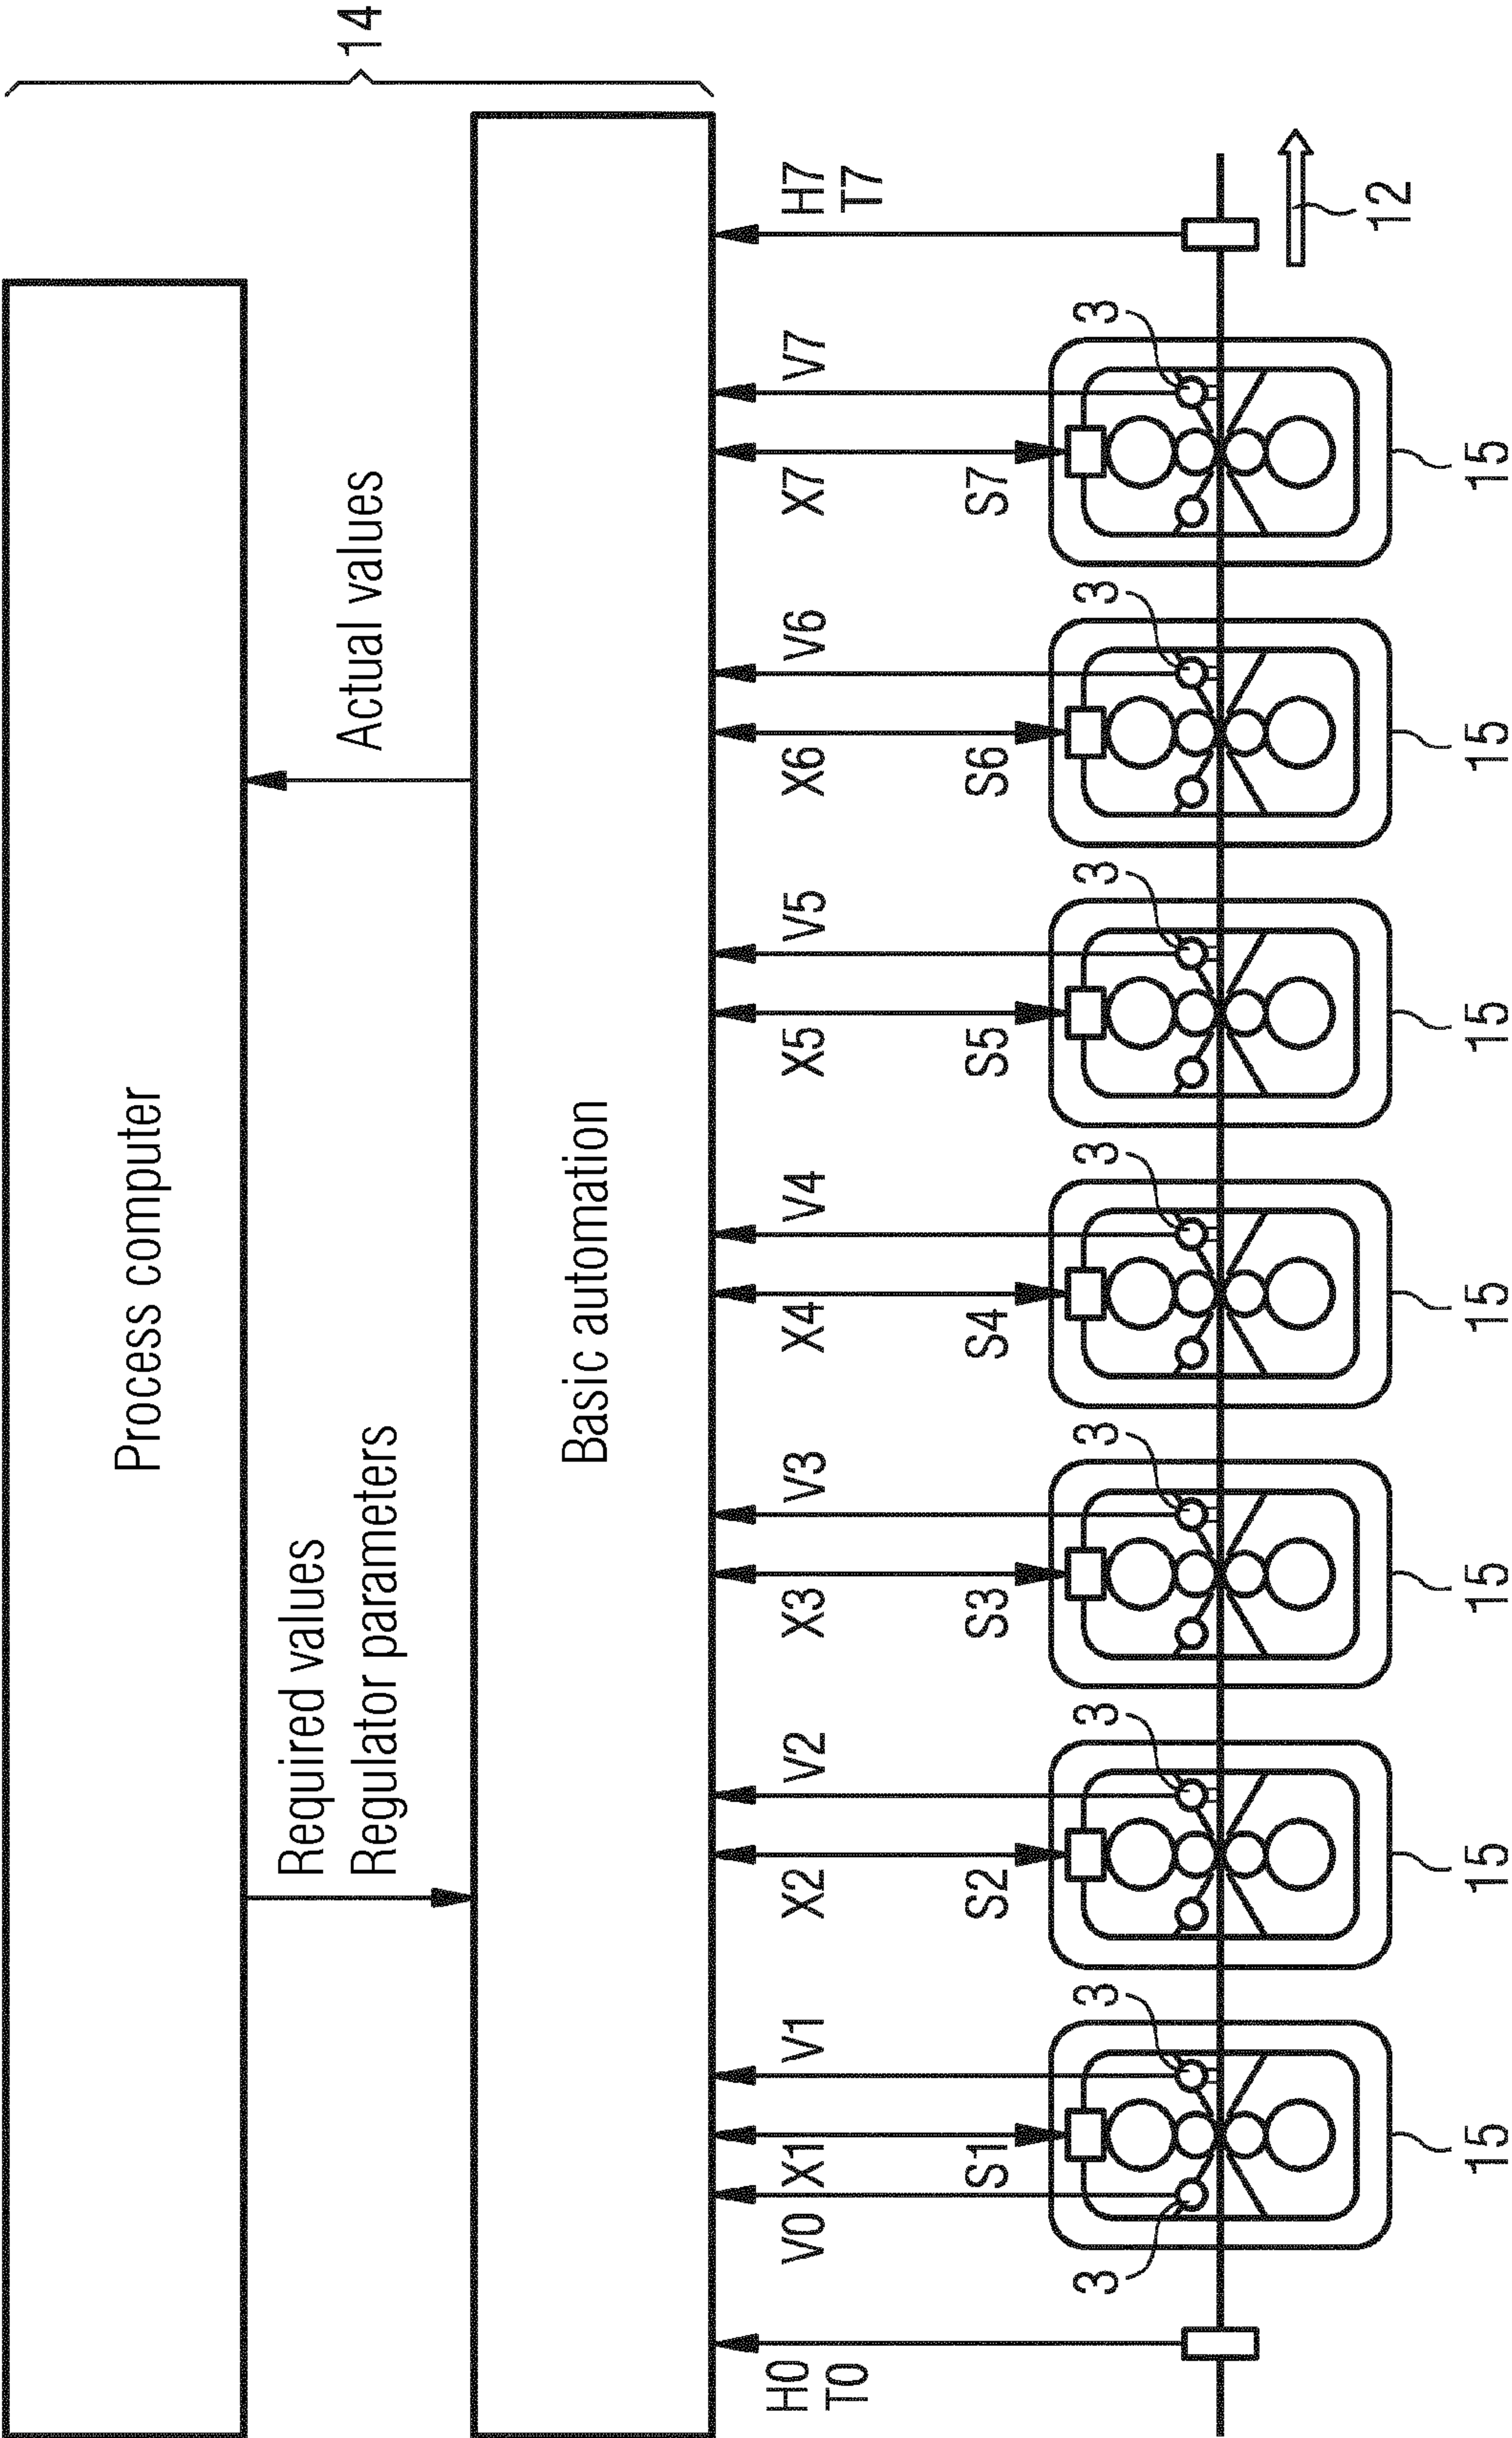 14
Process computer
Required values
Regulator parameters
Actual values
Basic automation
H0
T0
V0
X1
V1
X2
V2
X3
V3
X4
V4
X5
V5
X6
V6
X7
V7
H7
T7
S1
S2
S3
S4
S5
S6
S7
3
3
3
3
3
3
3
3
12
15
15
15
15
15
15
15